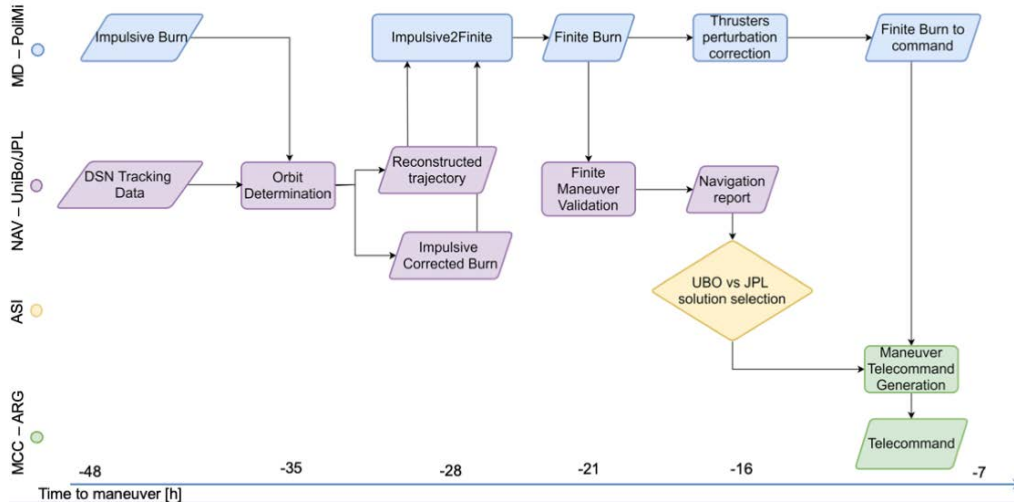 MD – PoliMi
Impulsive Burn
Impulsive2Finite
Finite Burn
Thrusters
perturbation
correction
Finite Burn to
command
NAV – UniBo/JPL
DSN Tracking
Data
Orbit
Determination
Reconstructed
trajectory
Impulsive
Corrected Burn
Finite
Maneuver
Validation
Navigation
report
ASI
UBO vs JPL
solution selection
MCC – ARG
Maneuver
Telecommand
Generation
Telecommand
-48
-35
-28
-21
-16
-7
Time to maneuver [h]